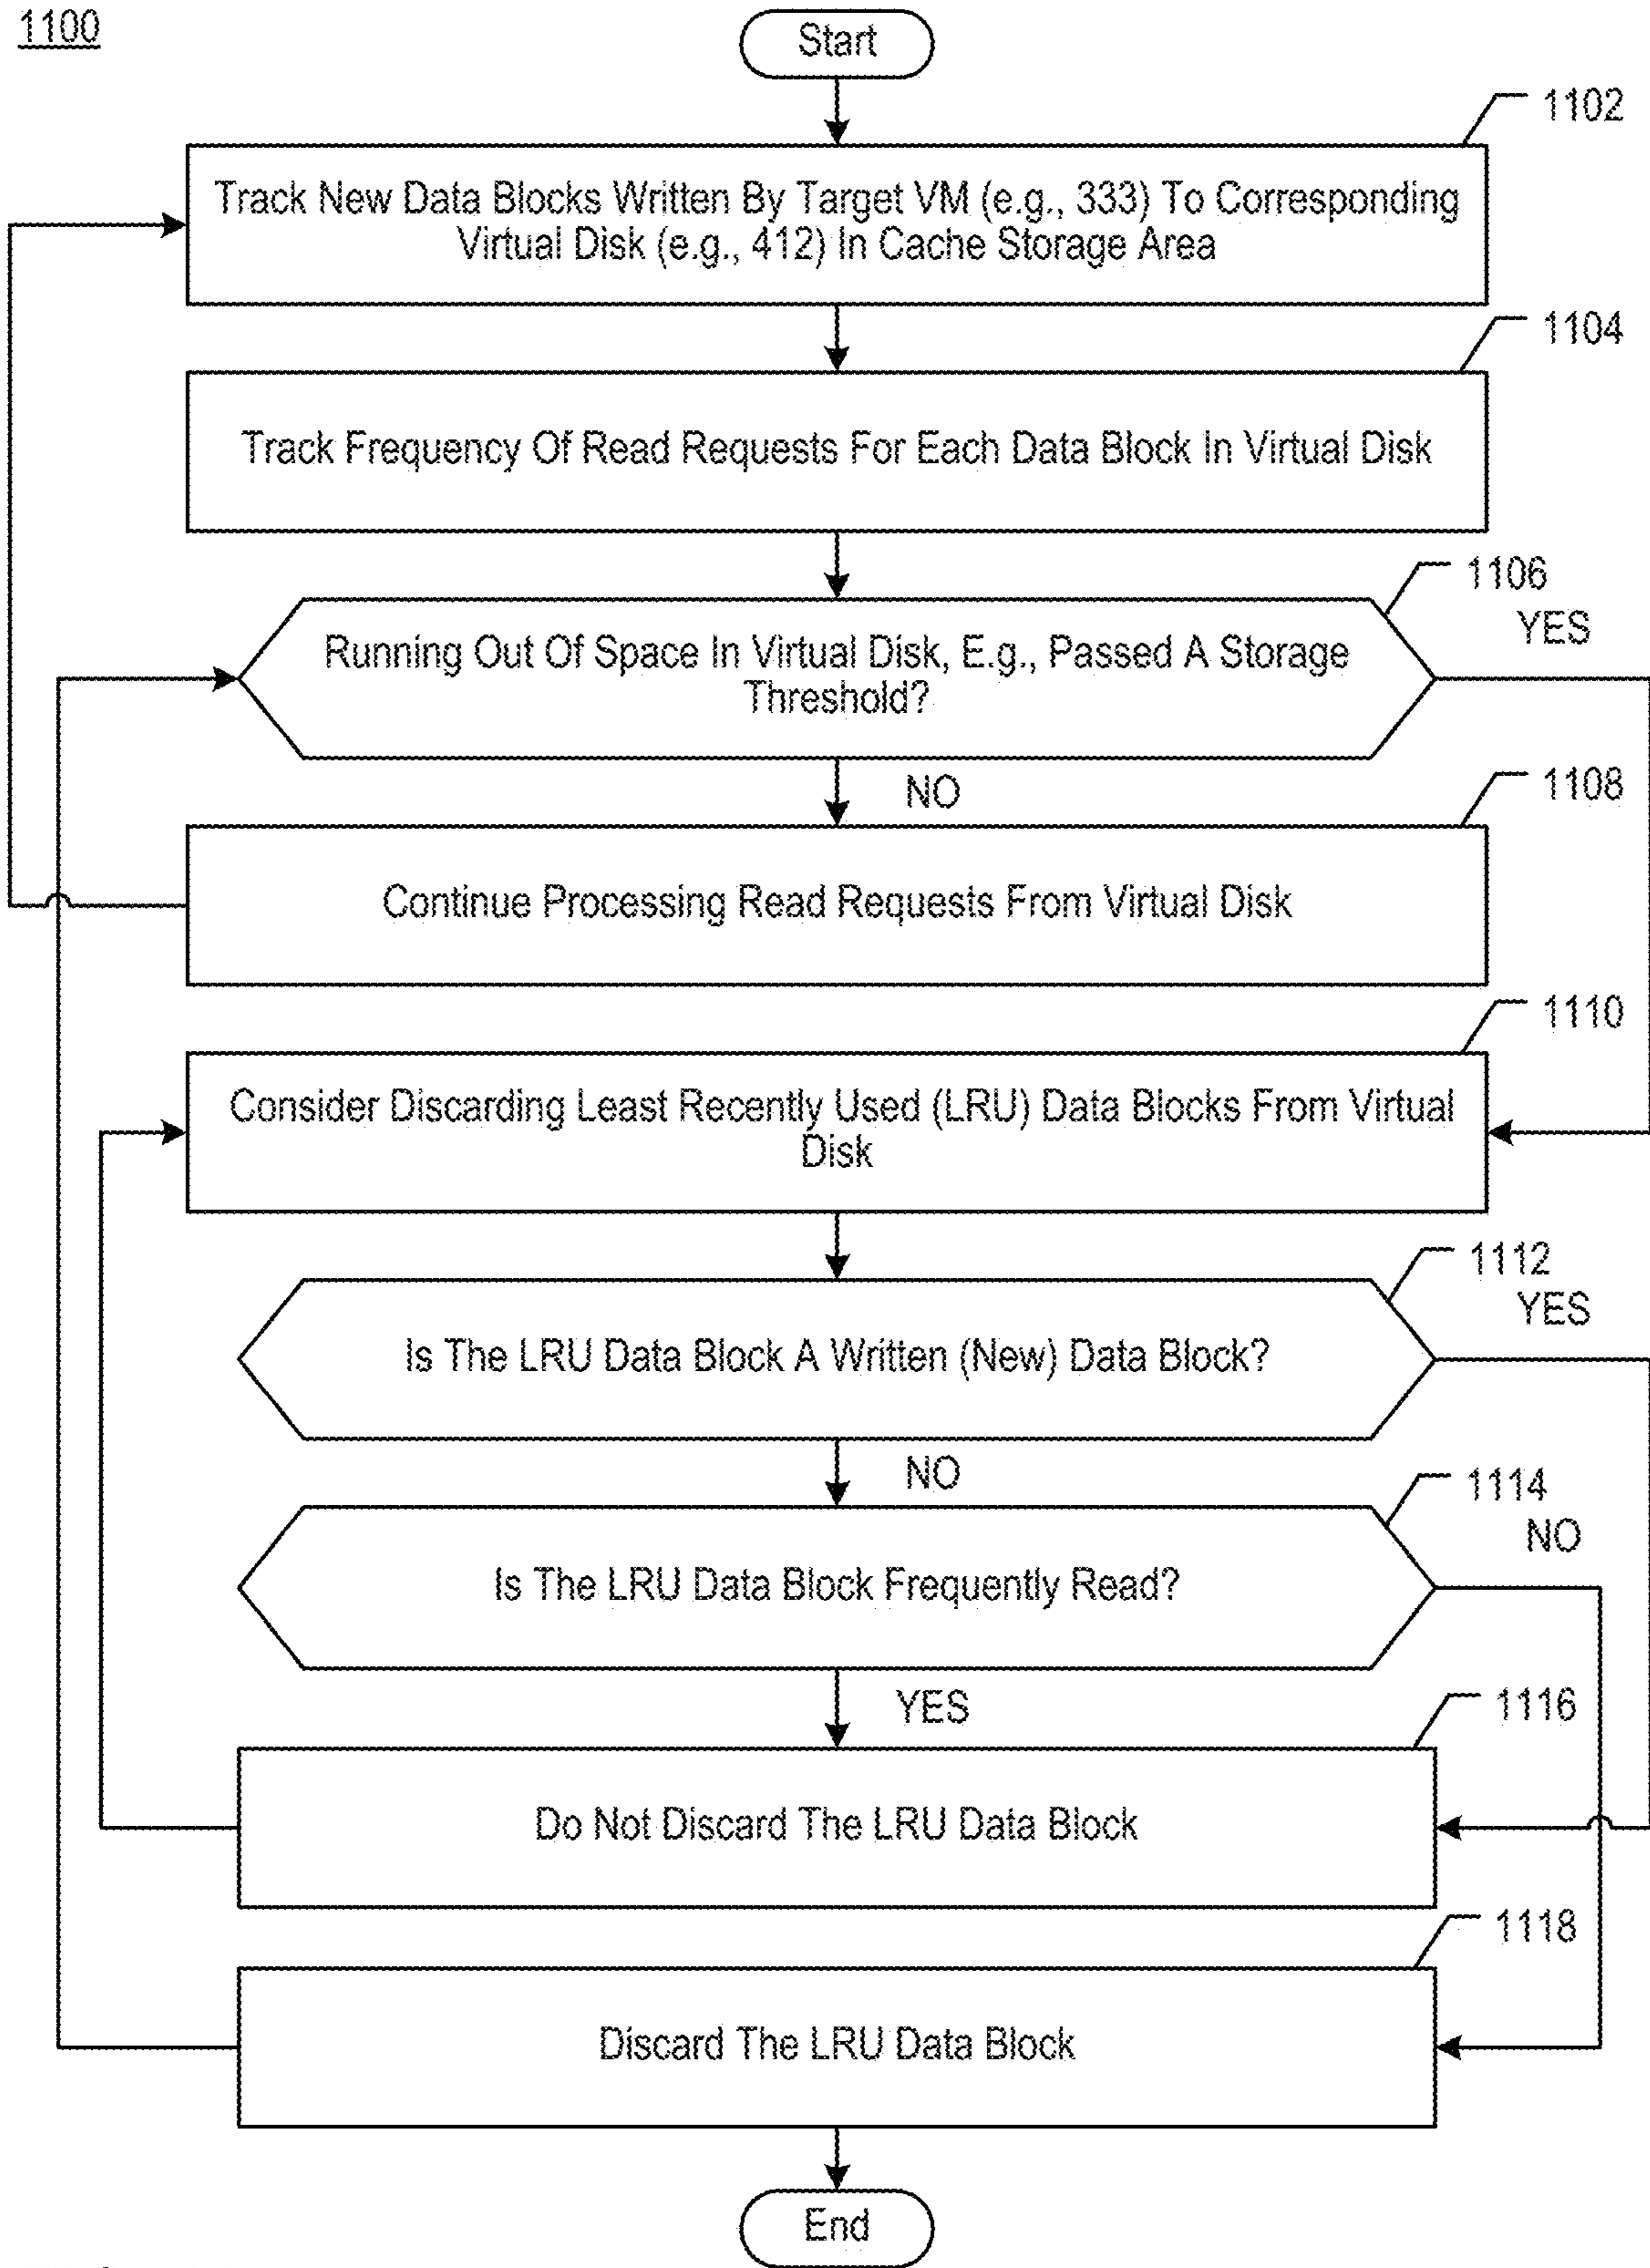 1100
Start
1102
Track New Data Blocks Written By Target VM (e.g., 333) To Corresponding
Virtual Disk (e.g., 412) In Cache Storage Area
1104
Track Frequency Of Read Requests For Each Data Block In Virtual Disk
1106
YES
Running Out Of Space In Virtual Disk, E.g., Passed A Storage
Threshold?
NO
1108
Continue Processing Read Requests From Virtual Disk
1110
Consider Discarding Least Recently Used (LRU) Data Blocks From Virtual
Disk
1112
YES
Is The LRU Data Block A Written (New) Data Block?
NO
1114
NO
Is The LRU Data Block Frequently Read?
YES
1116
Do Not Discard The LRU Data Block
1118
Discard The LRU Data Block
End